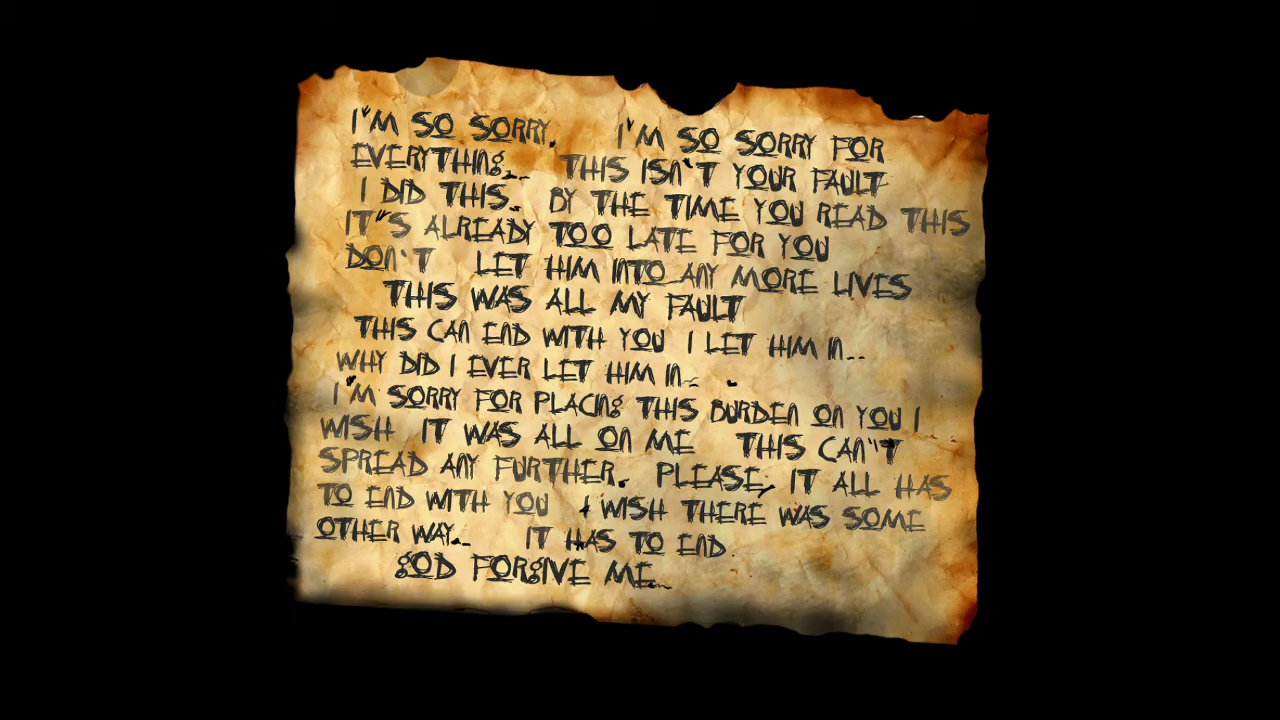 I"M SO SORRY. I"M SO SORRY FOR
EVERYTHING... THIS ISN'T YOUR FAULT
I DID THIS.. BY THE TIME YOU READ THIS
IT"S ALREADY TOO LATE FOR YOU
DON'T LET HIM INTO ANY MORE LIVES
THIS WAS ALL MY FAULT
THIS CAN END WITH YOU I LET HIM IN...
WHY DID I EVER LET HIM IN...
I"M SORRY FOR PLACING THIS BURDEN ON YOU I
WISH IT WAS ALL ON ME THIS CAN"T
SPREAD ANY FURTHER. PLEASE, IT ALL HAS
TO END WITH YOU I WISH THERE WAS SOME
OTHER WAY... IT HAS TO END.
GOD FORGIVE ME...